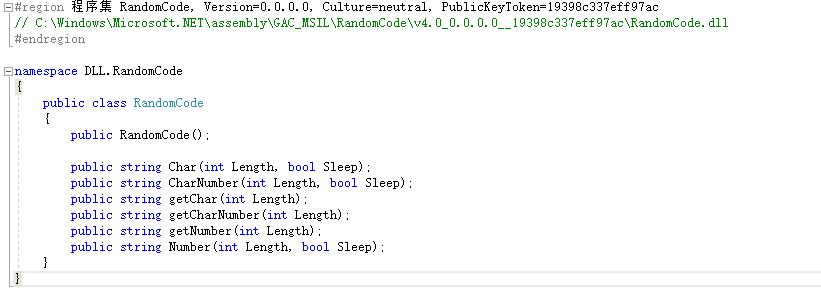 #region 程序集 RandomCode, Version=0.0.0.0, Culture=neutral, PublicKeyToken=19398c337eff97ac
// C:\Windows\Microsoft.NET\assembly\GAC_MSIL\RandomCode\v4.0_0.0.0.0__19398c337eff97ac\RandomCode.dll
#endregion
namespace DLL.RandomCode
{
public class RandomCode
{
public RandomCode();
public string Char(int Length, bool Sleep);
public string CharNumber(int Length, bool Sleep);
public string getChar(int Length);
public string getCharNumber(int Length);
public string getNumber(int Length);
public string Number(int Length, bool Sleep);
}
}